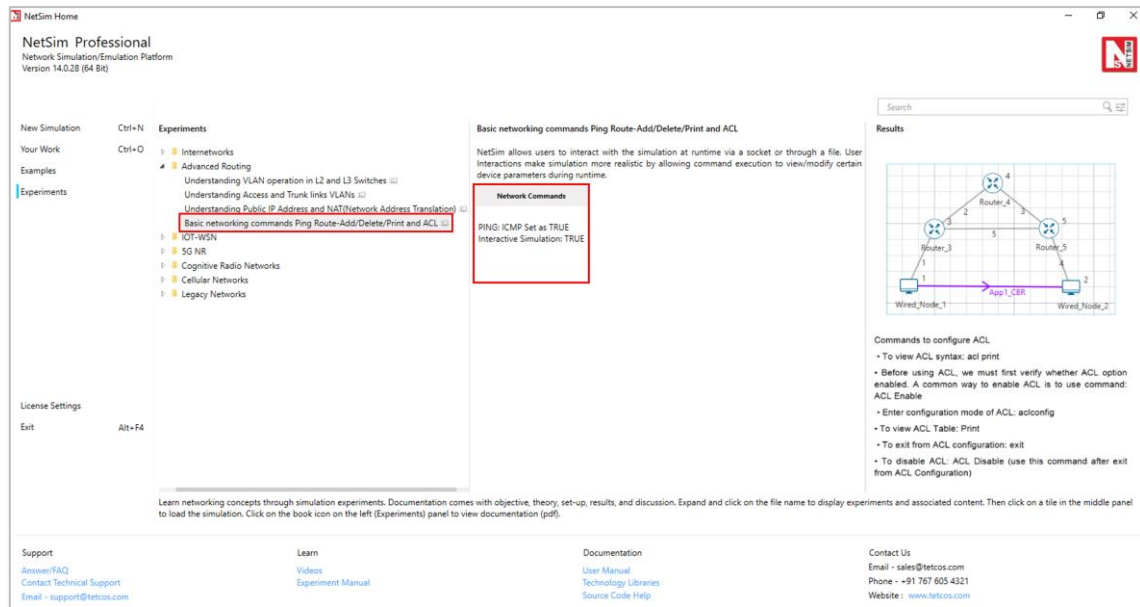 NetSim Home
NetSim Professional
Network Simulation/Emulation Platform
Version 14.0.28 (64 Bit)
NETSIM
Search
New Simulation Ctrl+N
Your Work Ctrl+O
Examples
Experiments
License Settings
Exit Alt+F4
Experiments
Internetworks
Advanced Routing
Understanding VLAN operation in L2 and L3 Switches
Understanding Access and Trunk links VLANs
Understanding Public IP Address and NAT(Network Address Translation)
Basic networking commands Ping Route-Add/Delete/Print and ACL
IOT-WSN
5G NR
Cognitive Radio Networks
Cellular Networks
Legacy Networks
Basic networking commands Ping Route-Add/Delete/Print and ACL
NetSim allows users to interact with the simulation at runtime via a socket or through a file. User
Interactions make simulation more realistic by allowing command execution to view/modify certain
device parameters during runtime.
Network Commands
PING: ICMP Set as TRUE
Interactive Simulation: TRUE
Results
4
Router_4
2 3
3 5
5
Router_3 Router_5
1 4
1 2
App1_CBR
Wired_Node_1 Wired_Node_2
Commands to configure ACL
• To view ACL syntax: acl print
• Before using ACL, we must first verify whether ACL option
enabled. A common way to enable ACL is to use command:
ACL Enable
• Enter configuration mode of ACL: aclconfig
• To view ACL Table: Print
• To exit from ACL configuration: exit
• To disable ACL: ACL Disable (use this command after exit
from ACL Configuration)
Learn networking concepts through simulation experiments. Documentation comes with objective, theory, set-up, results, and discussion. Expand and click on the file name to display experiments and associated content. Then click on a tile in the middle panel
to load the simulation. Click on the book icon on the left (Experiments) panel to view documentation (pdf).
Support
Answer/FAQ
Contact Technical Support
Email - support@tetcos.com
Learn
Videos
Experiment Manual
Documentation
User Manual
Technology Libraries
Source Code Help
Contact Us
Email - sales@tetcos.com
Phone - +91 767 605 4321
Website : www.tetcos.com